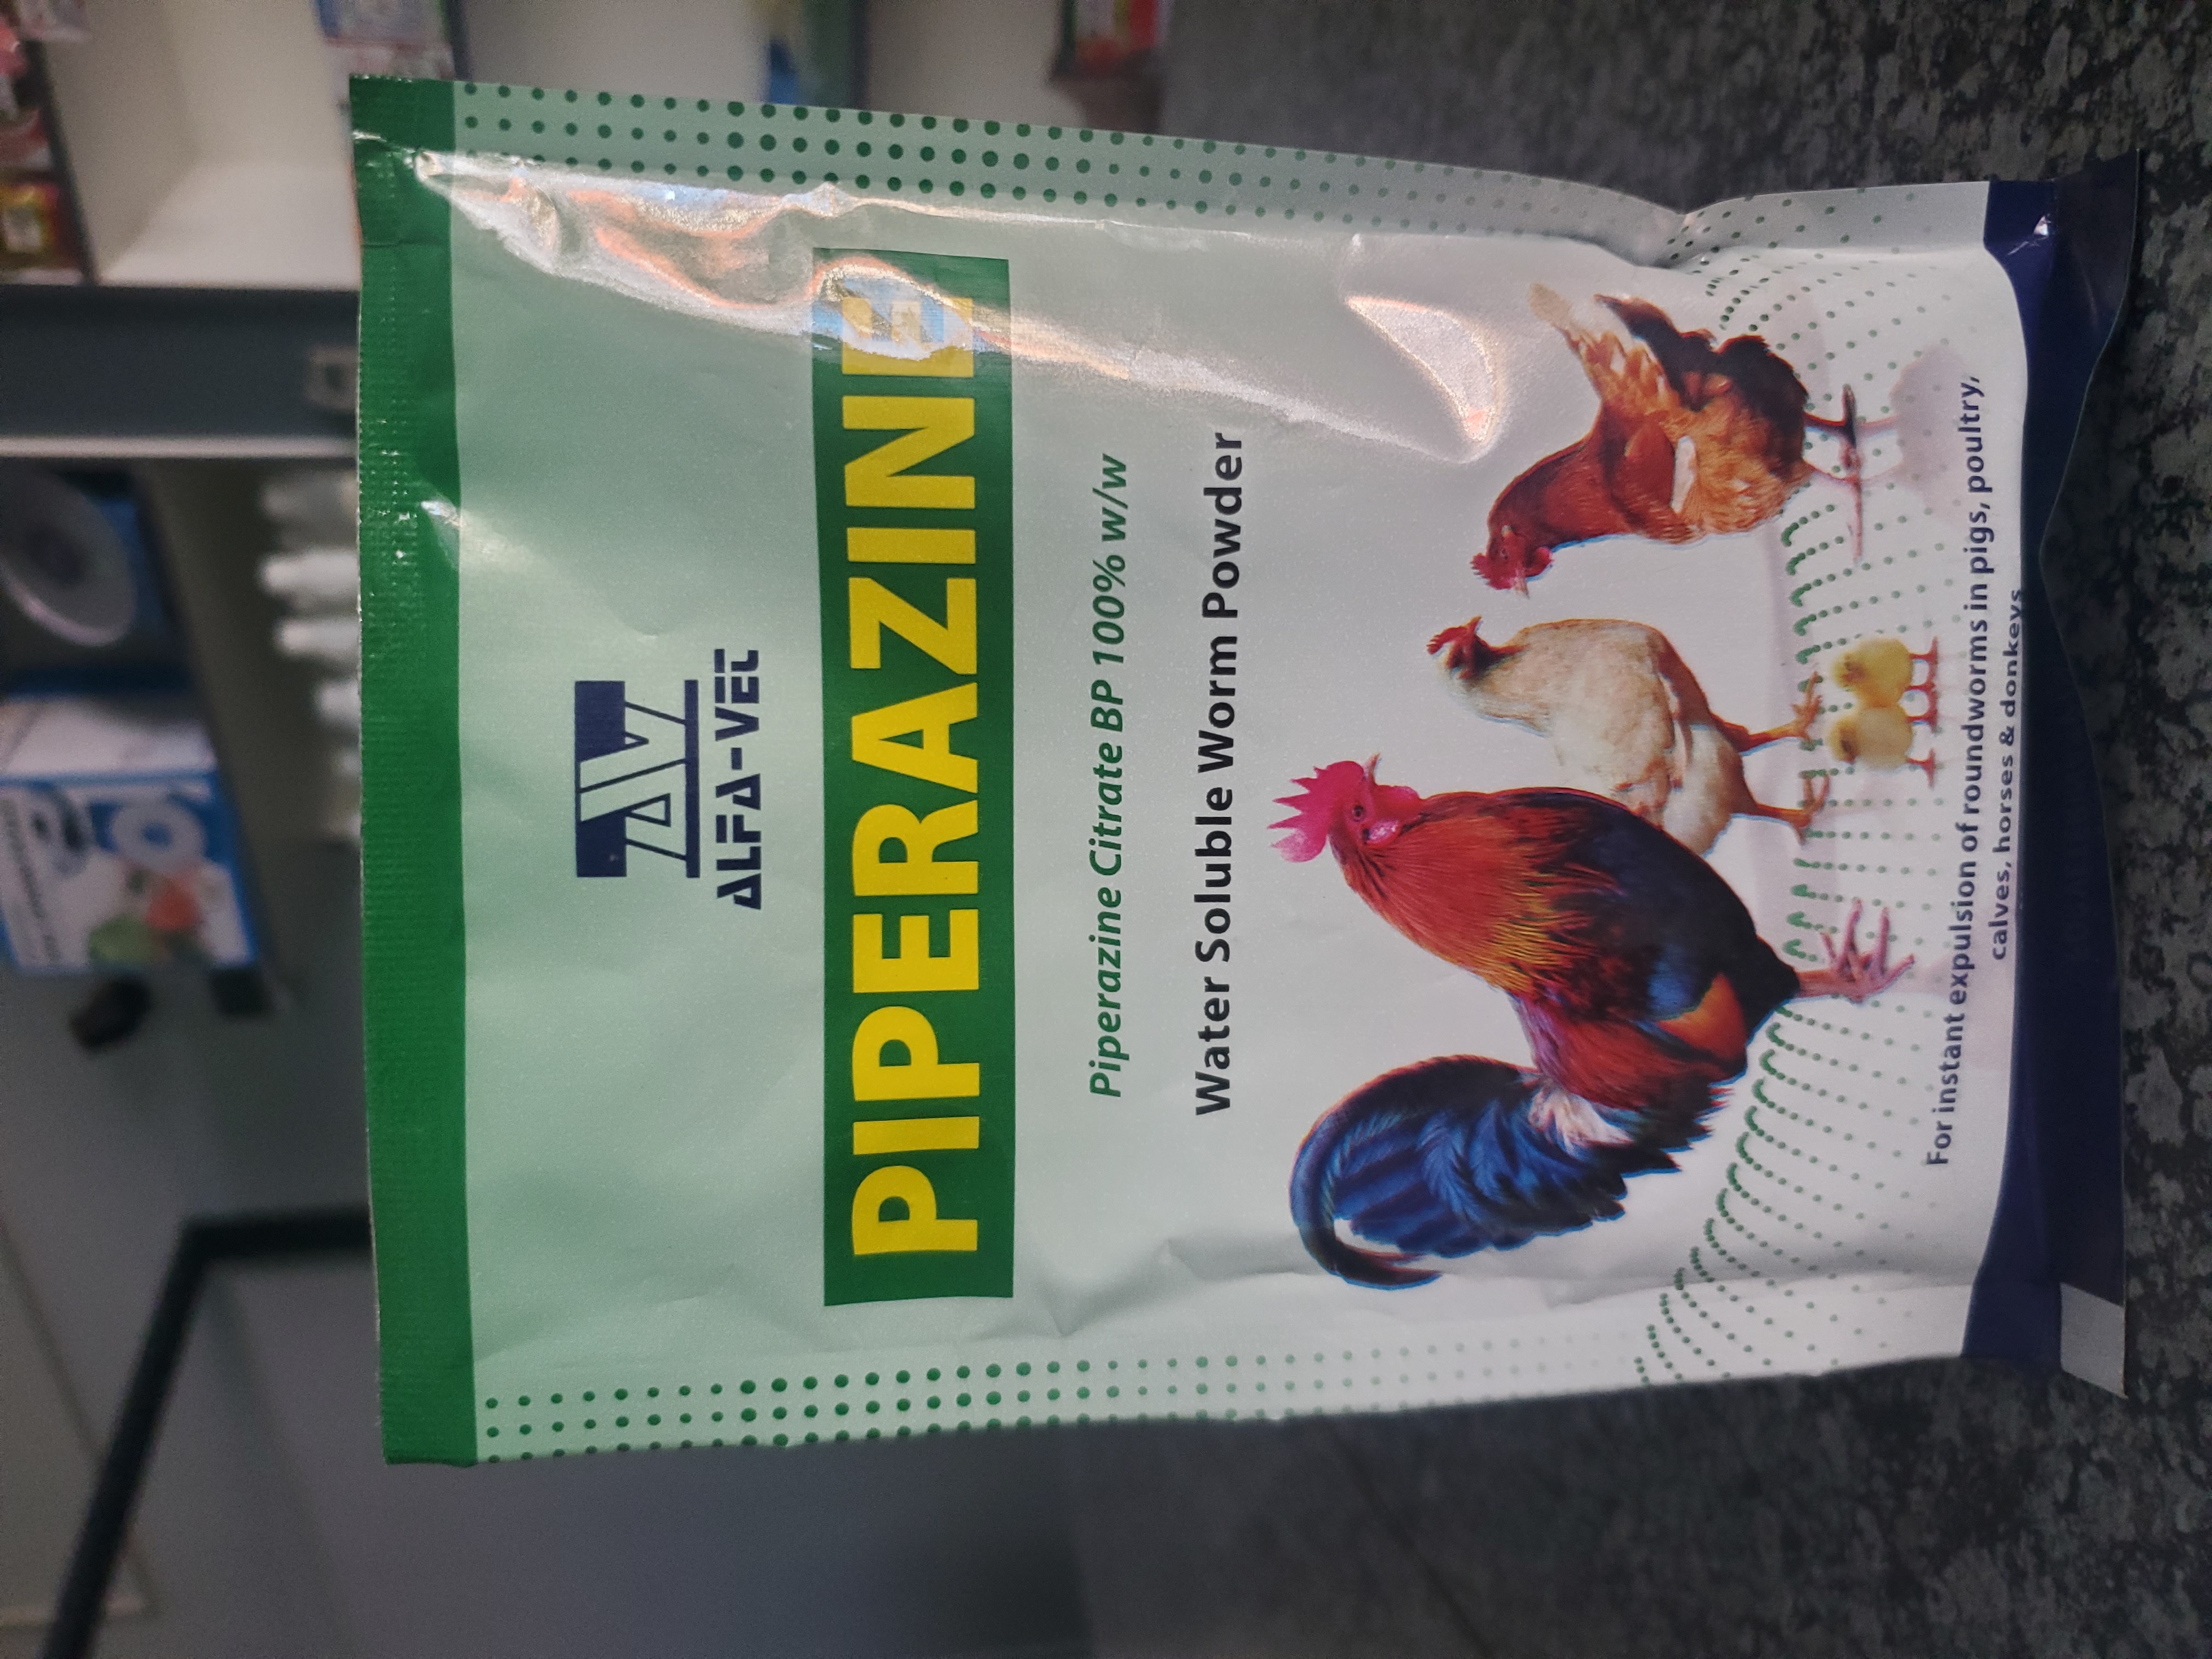 AV
ALFA-VET
PIPERAZINE
Piperazine Citrate BP 100% w/w
Water Soluble Worm Powder
For instant expulsion of roundworms in pigs, poultry,
calves, horses & donkeys